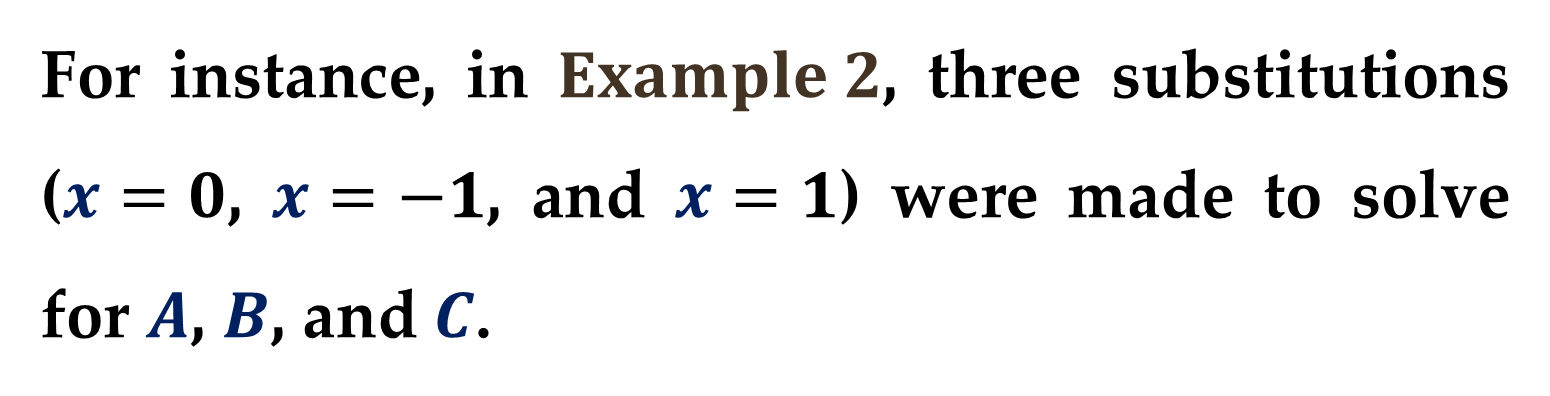 For instance, in Example 2, three substitutions
(x = 0, x = −1, and x = 1) were made to solve
for A, B, and C.